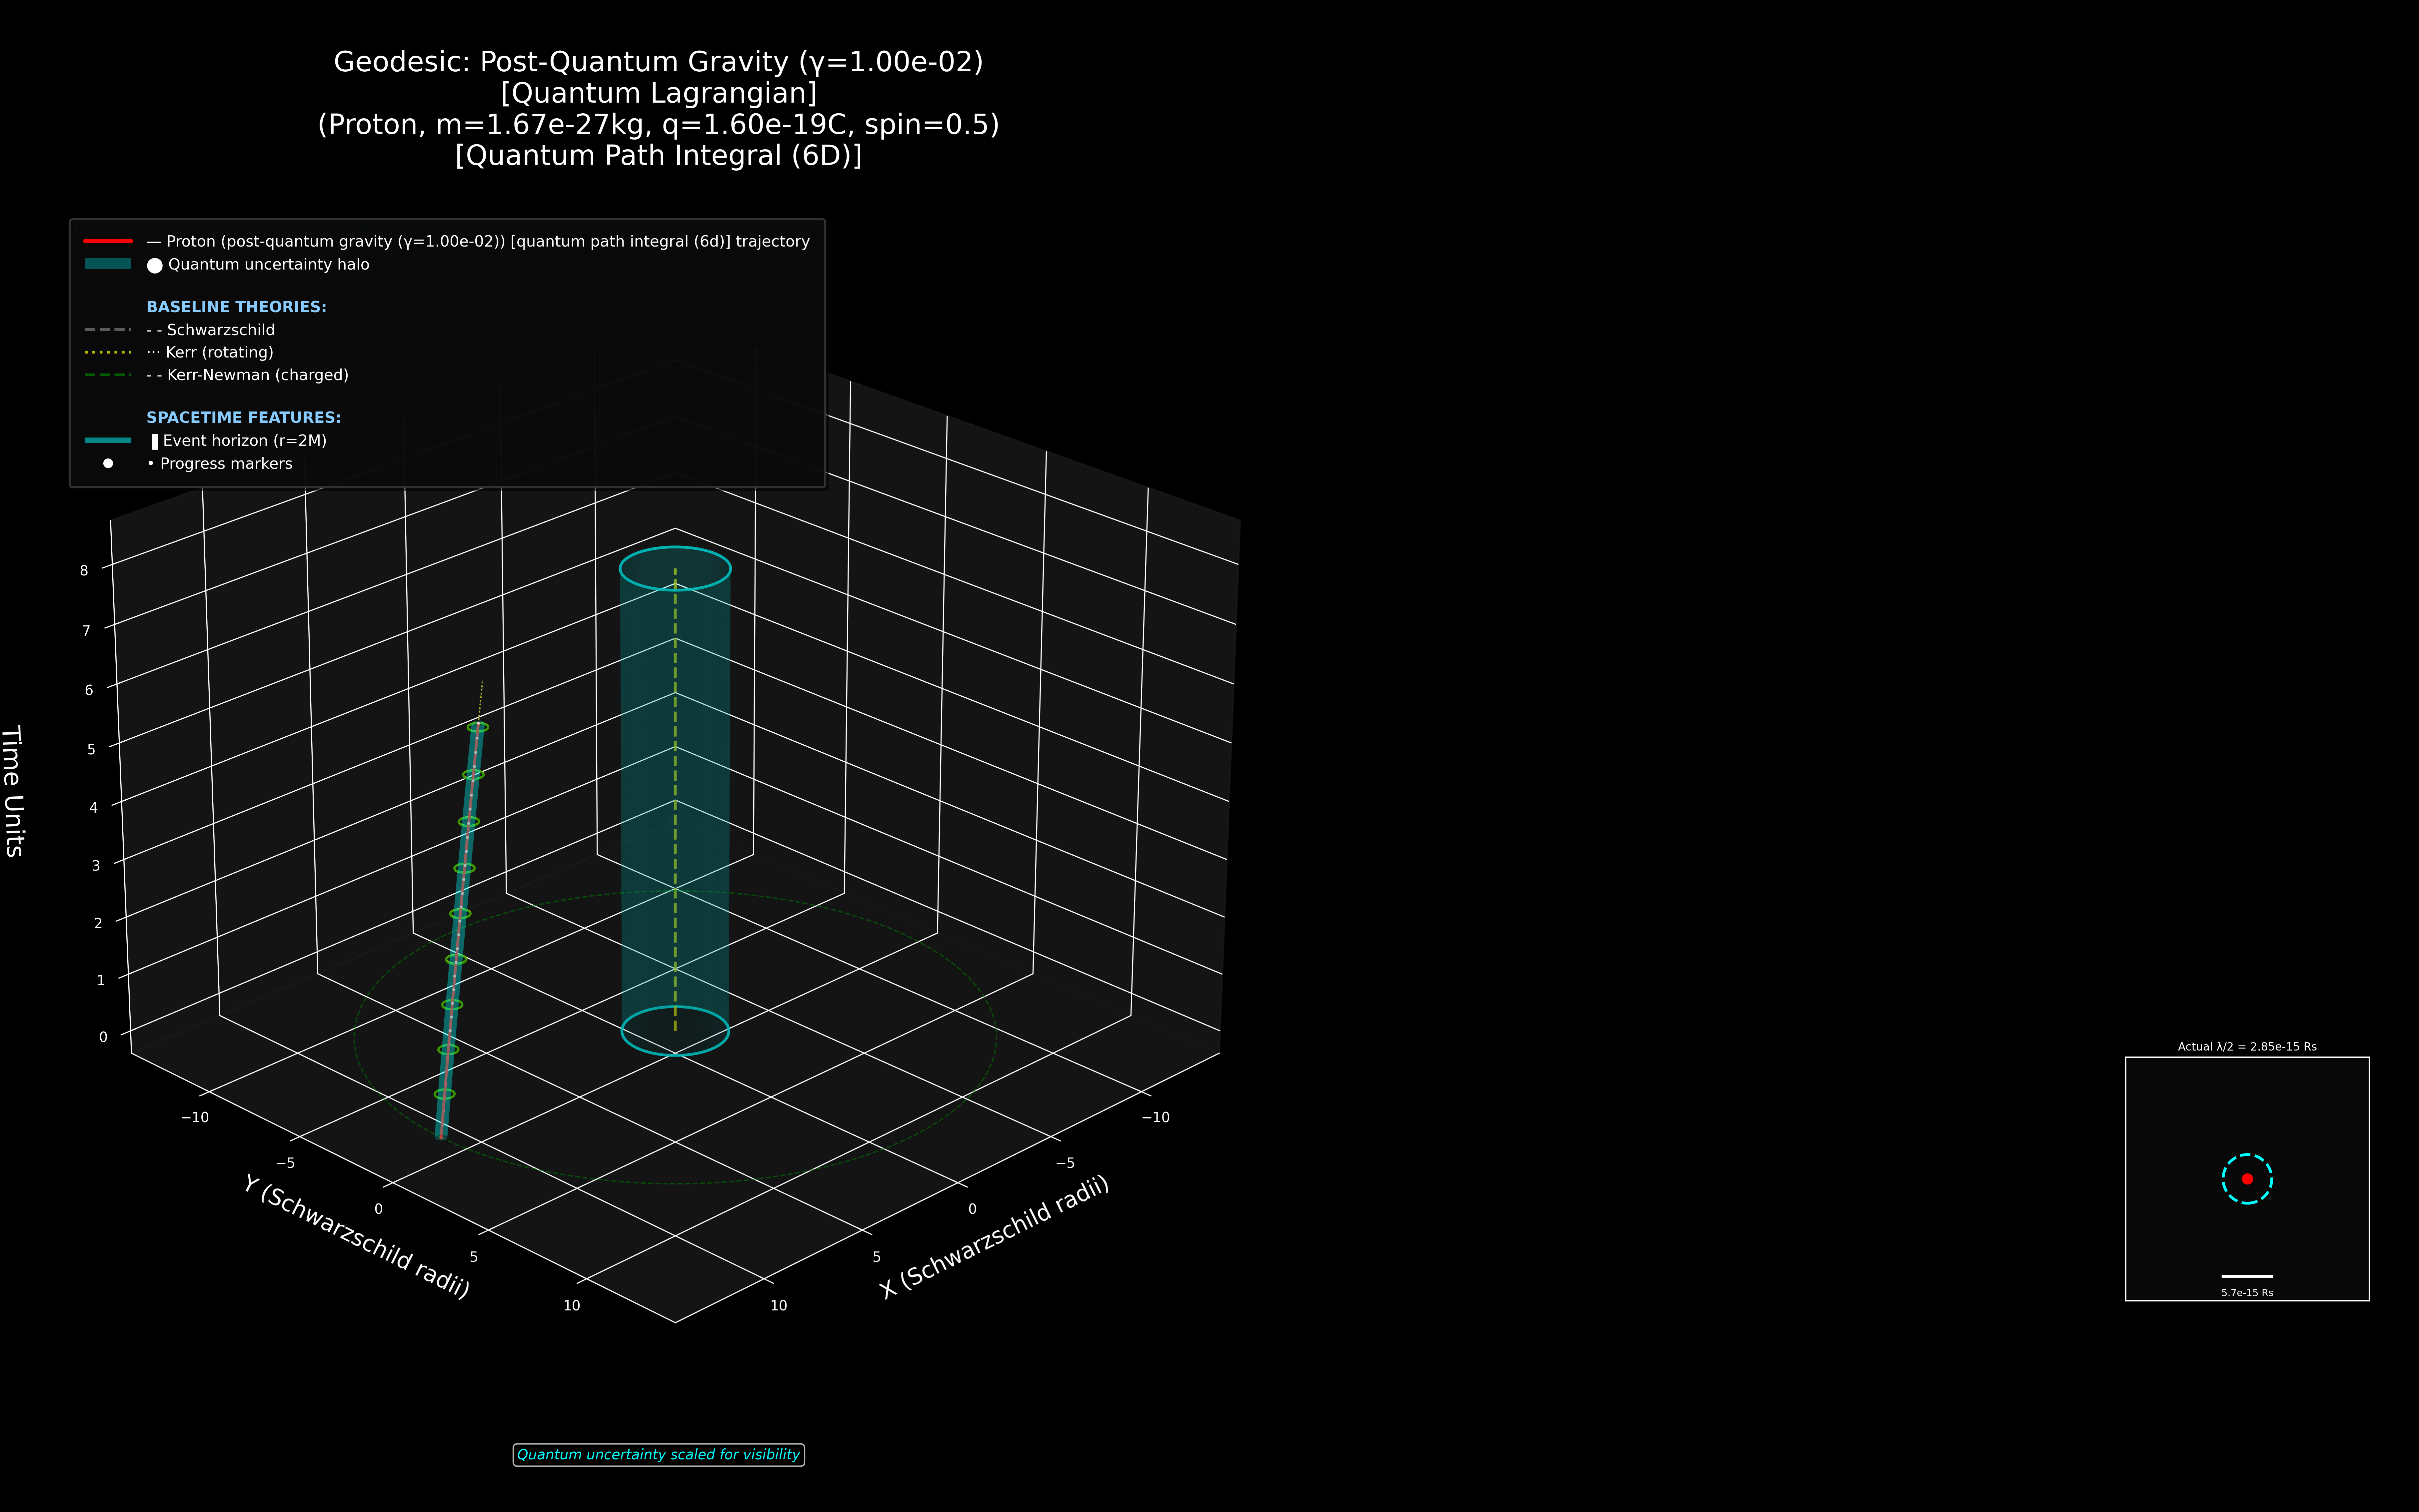 Geodesic: Post-Quantum Gravity (γ=1.00e-02)
[Quantum Lagrangian]
(Proton, m=1.67e-27kg, q=1.60e-19C, spin=0.5)
[Quantum Path Integral (6D)]
— Proton (post-quantum gravity (γ=1.00e-02)) [quantum path integral (6d)] trajectory
⬤ Quantum uncertainty halo
BASELINE THEORIES:
- - Schwarzschild
··· Kerr (rotating)
- - Kerr-Newman (charged)
SPACETIME FEATURES:
▐ Event horizon (r=2M)
• Progress markers
8
7
6
5
4
3
2
1
0
Time Units
−10
−5
0
5
10
Y (Schwarzschild radii)
10
5
0
−5
−10
X (Schwarzschild radii)
Actual λ/2 = 2.85e-15 Rs
5.7e-15 Rs
Quantum uncertainty scaled for visibility